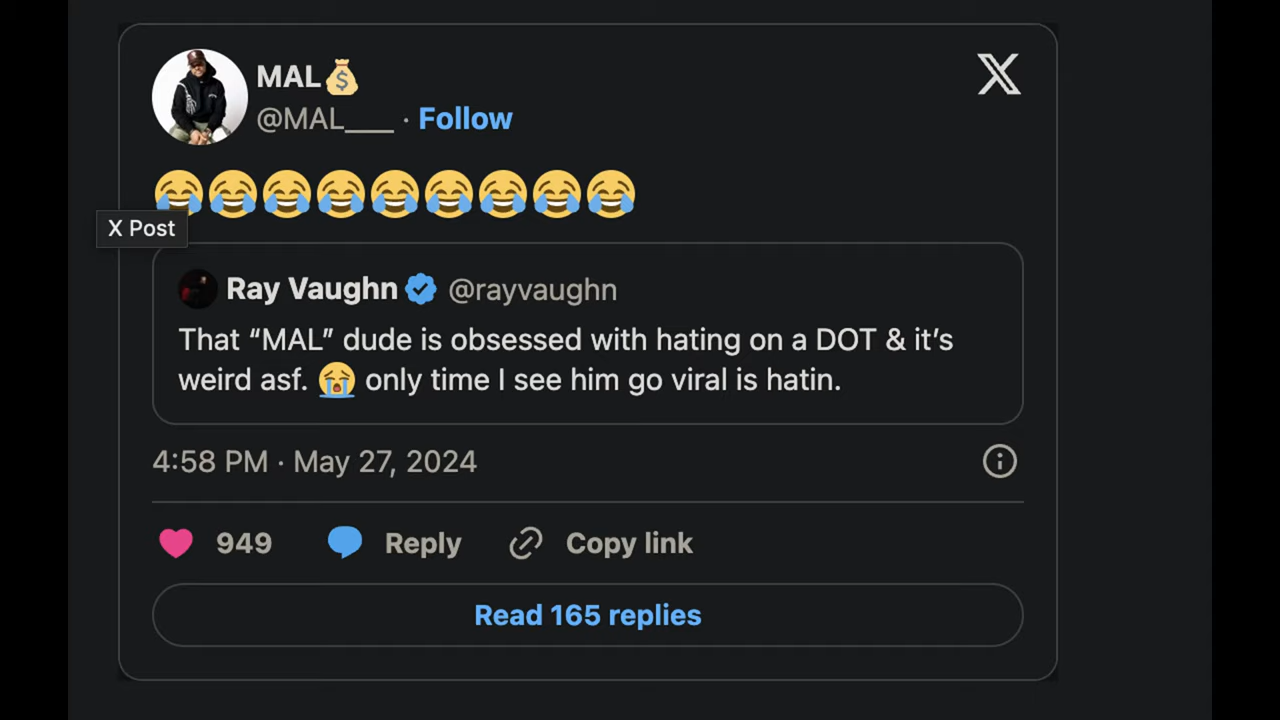 MAL💰
@MAL___ · Follow
😂😂😂😂😂😂😂😂😂
X Post
Ray Vaughn @rayvaughn
That “MAL” dude is obsessed with hating on a DOT & it’s
weird asf. 😭 only time I see him go viral is hatin.
4:58 PM · May 27, 2024
949 Reply Copy link
Read 165 replies